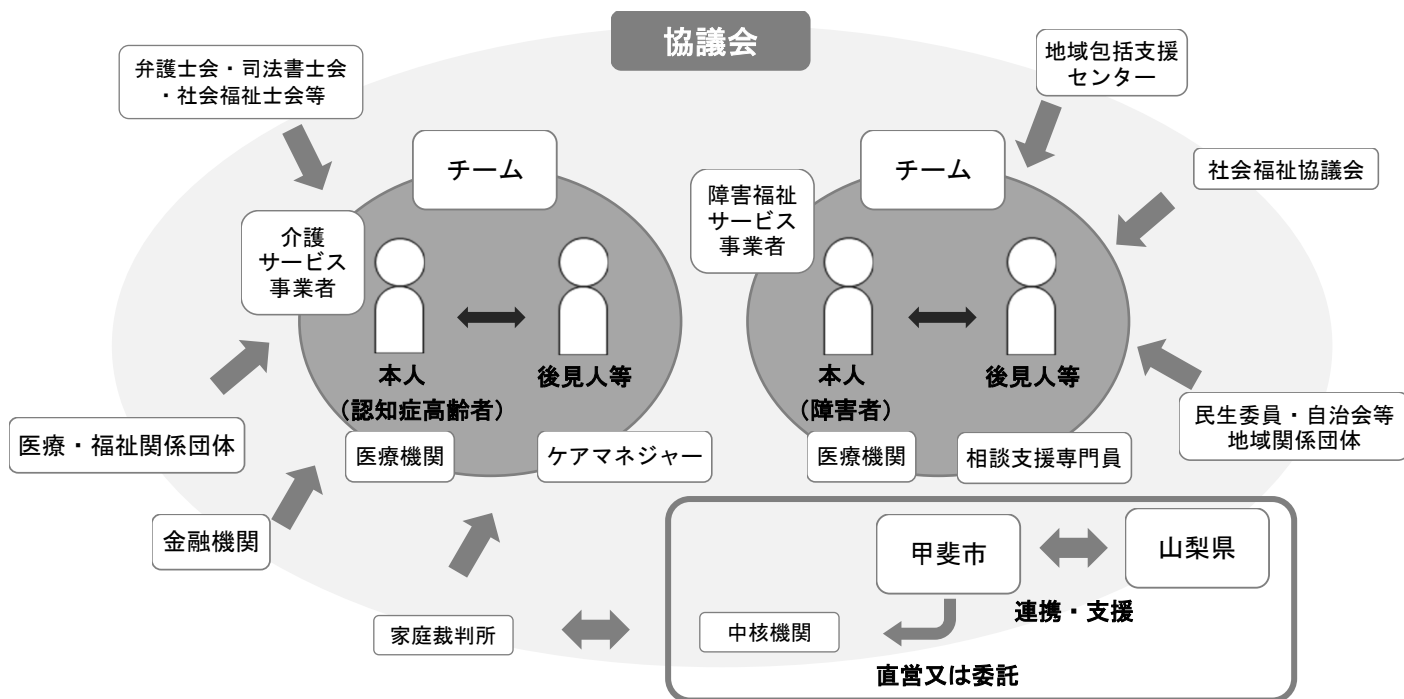 協議会
弁護士会・司法書士会
・社会福祉士会等
地域包括支援
センター
社会福祉協議会
チーム
介護
サービス
事業者
本人
(認知症高齢者)
後見人等
医療機関
ケアマネジャー
チーム
障害福祉
サービス
事業者
本人
(障害者)
後見人等
医療機関
相談支援専門員
民生委員・自治会等
地域関係団体
医療・福祉関係団体
金融機関
家庭裁判所
甲斐市
山梨県
連携・支援
中核機関
直営又は委託